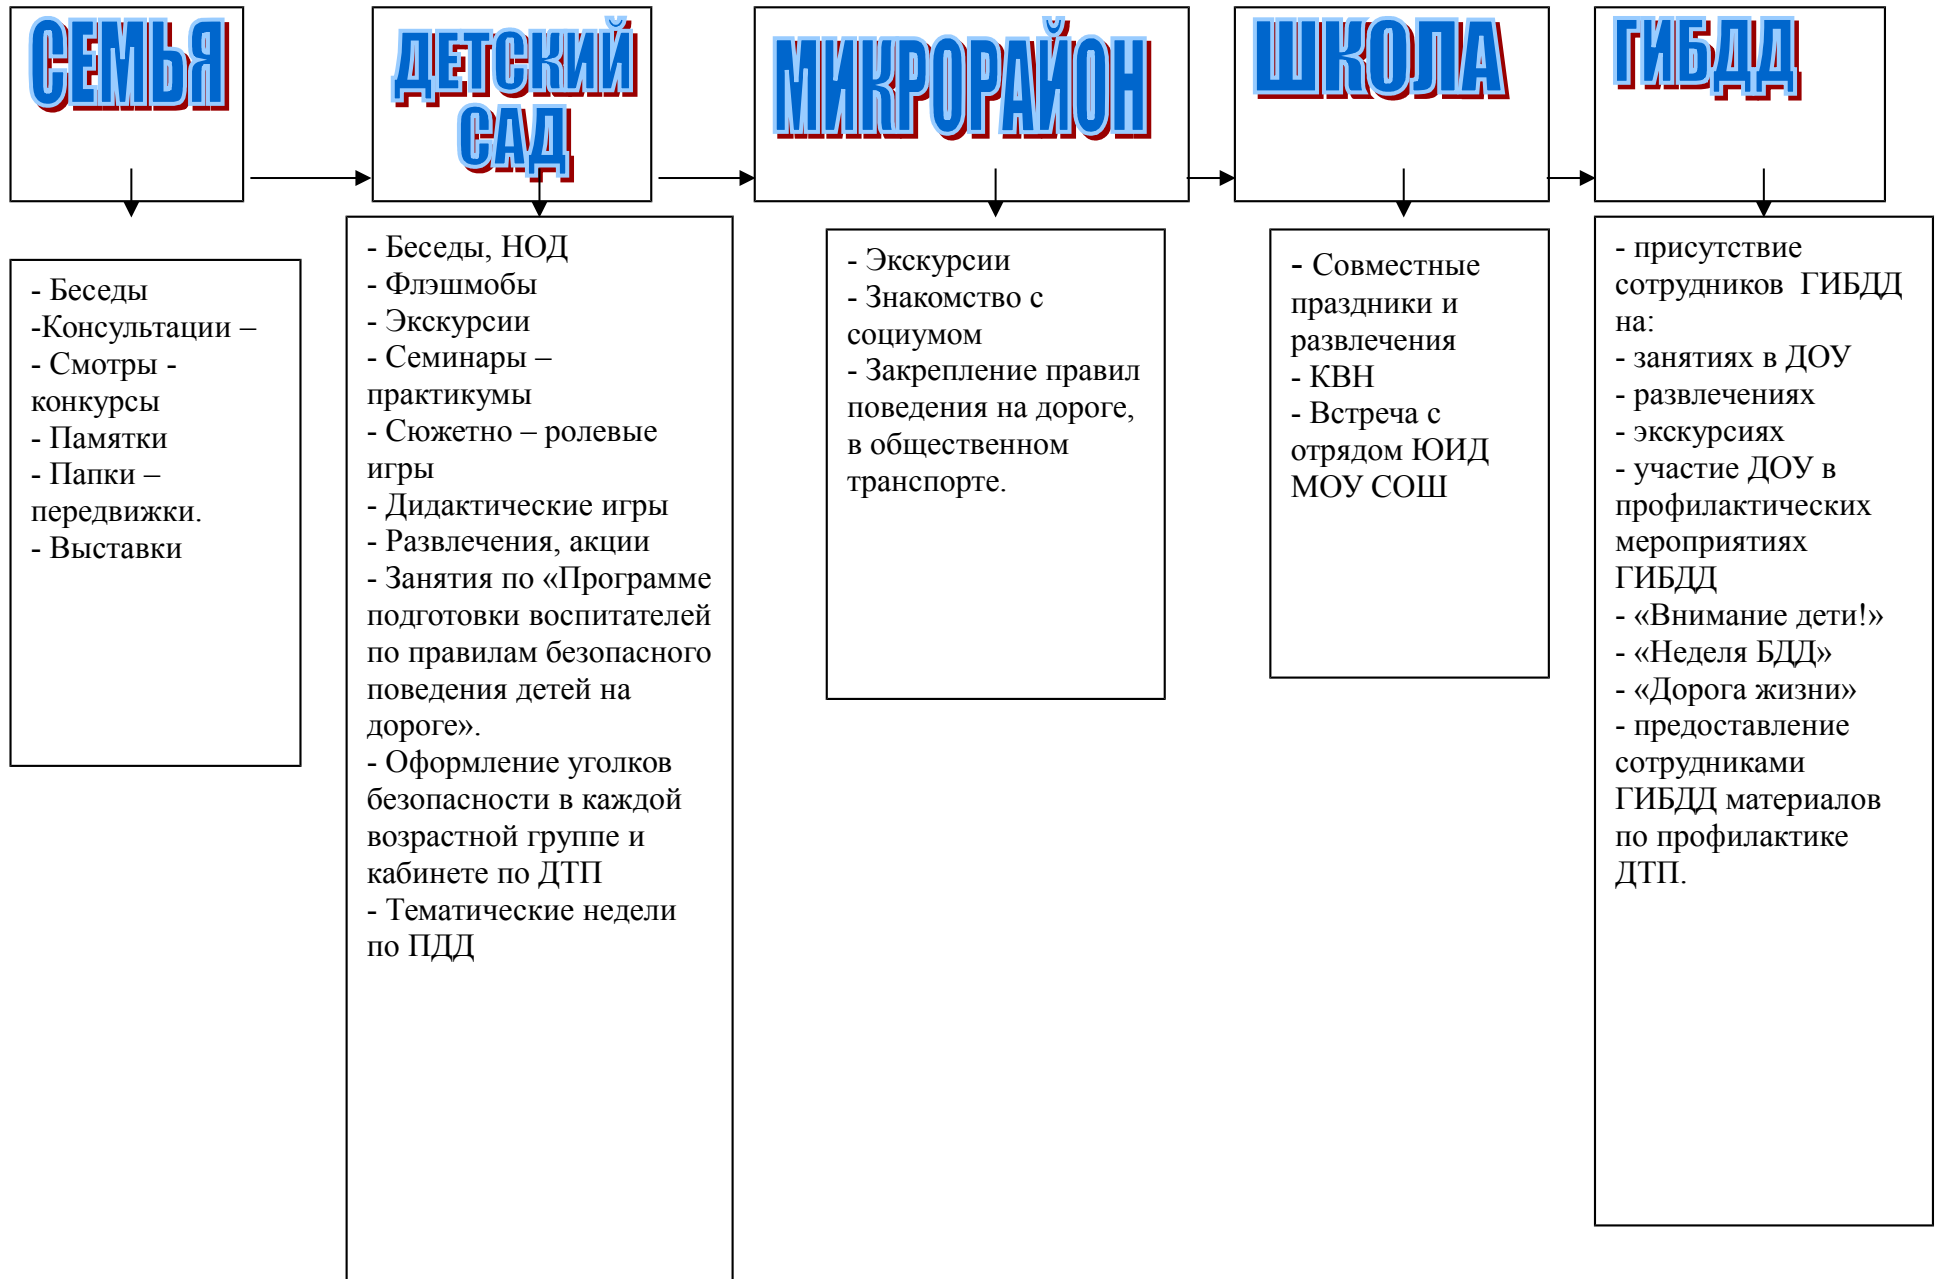 СЕМЬЯ
ДЕТСКИЙ
САД
МИКРОРАЙОН
ШКОЛА
ГИБДД
- Беседы
-Консультации –
- Смотры -
конкурсы
- Памятки
- Папки –
передвижки.
- Выставки
- Беседы, НОД
- Флэшмобы
- Экскурсии
- Семинары –
практикумы
- Сюжетно – ролевые
игры
- Дидактические игры
- Развлечения, акции
- Занятия по «Программе
подготовки воспитателей
по правилам безопасного
поведения детей на
дороге».
- Оформление уголков
безопасности в каждой
возрастной группе и
кабинете по ДТП
- Тематические недели
по ПДД
- Экскурсии
- Знакомство с
социумом
- Закрепление правил
поведения на дороге,
в общественном
транспорте.
- Совместные
праздники и
развлечения
- КВН
- Встреча с
отрядом ЮИД
МОУ СОШ
- присутствие
сотрудников  ГИБДД
на:
- занятиях в ДОУ
- развлечениях
- экскурсиях
- участие ДОУ в
профилактических
мероприятиях
ГИБДД
- «Внимание дети!»
- «Неделя БДД»
- «Дорога жизни»
- предоставление
сотрудниками
ГИБДД материалов
по профилактике
ДТП.